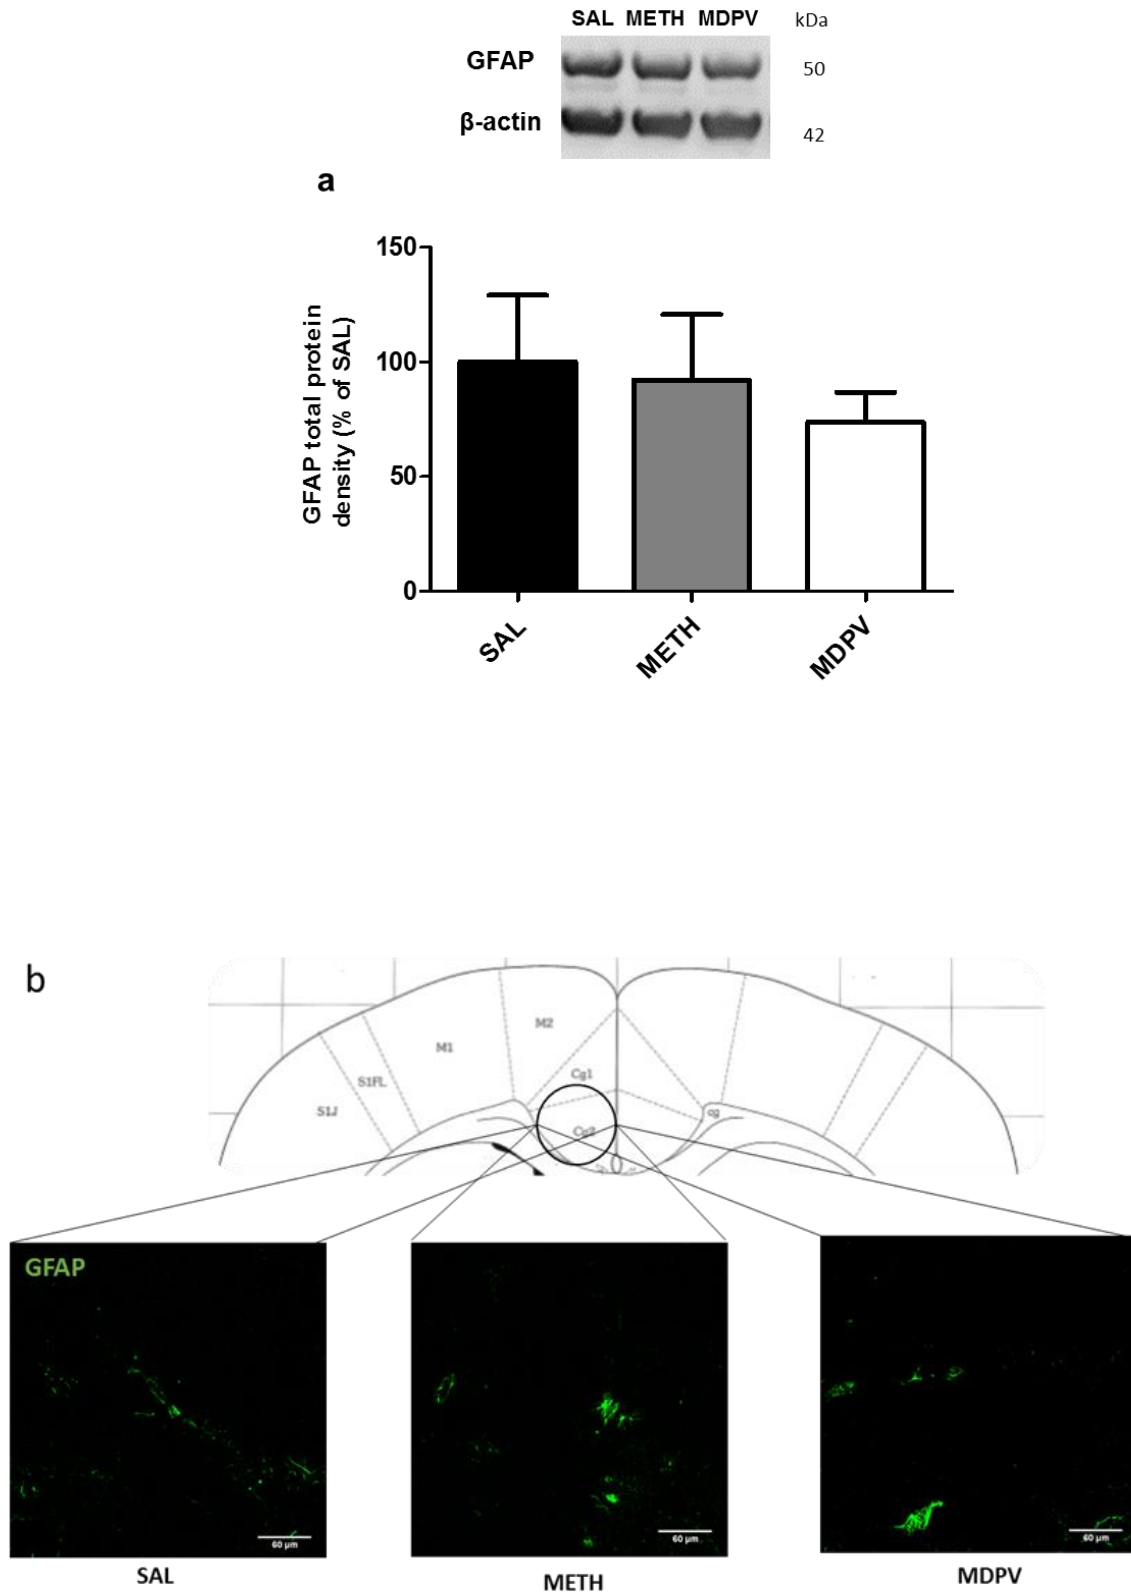 SAL METH MDPV kDa
GFAP 50
β-actin 42
a
150
100
50
0
GFAP total protein
density (% of SAL)
SAL
METH
MDPV
b
M2
M1
Cg1
S1FL
S1J
cg
Cg2
GFAP
60 µm
60 µm
60 µm
SAL
METH
MDPV